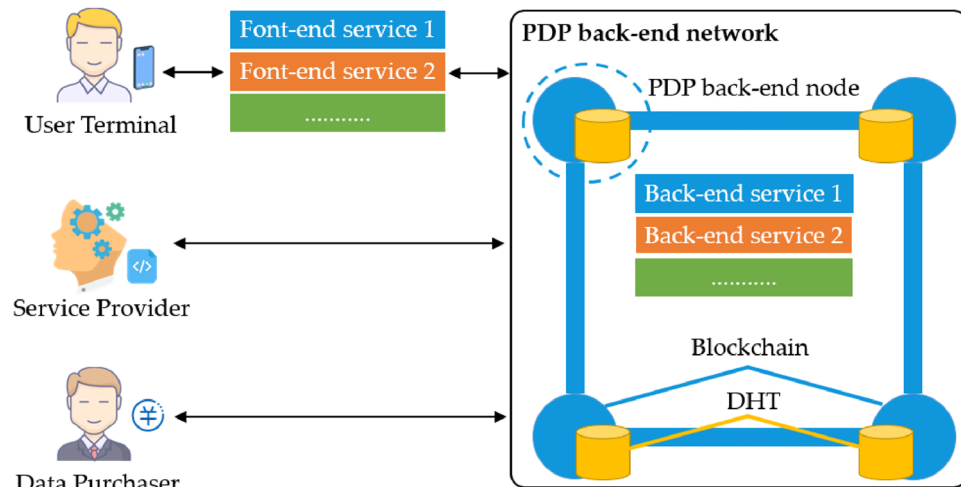 Font-end service 1
Font-end service 2
...........
User Terminal
Service Provider
Data Purchaser
PDP back-end network
PDP back-end node
Back-end service 1
Back-end service 2
...........
Blockchain
DHT